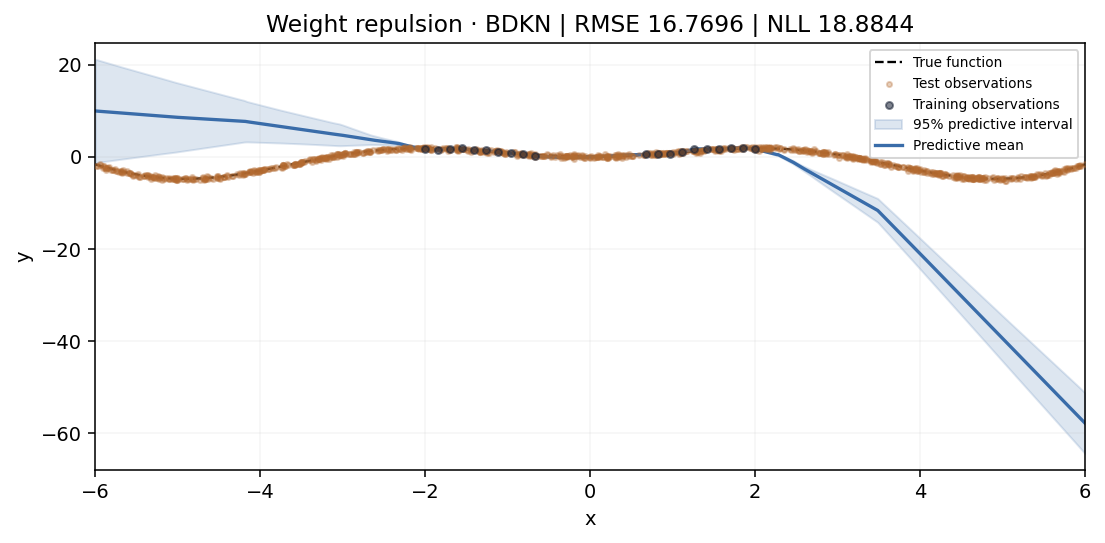 Weight repulsion · BDKN | RMSE 16.7696 | NLL 18.8844
True function
Test observations
Training observations
95% predictive interval
Predictive mean
y
20
0
−20
−40
−60
−6
−4
−2
0
2
4
6
x